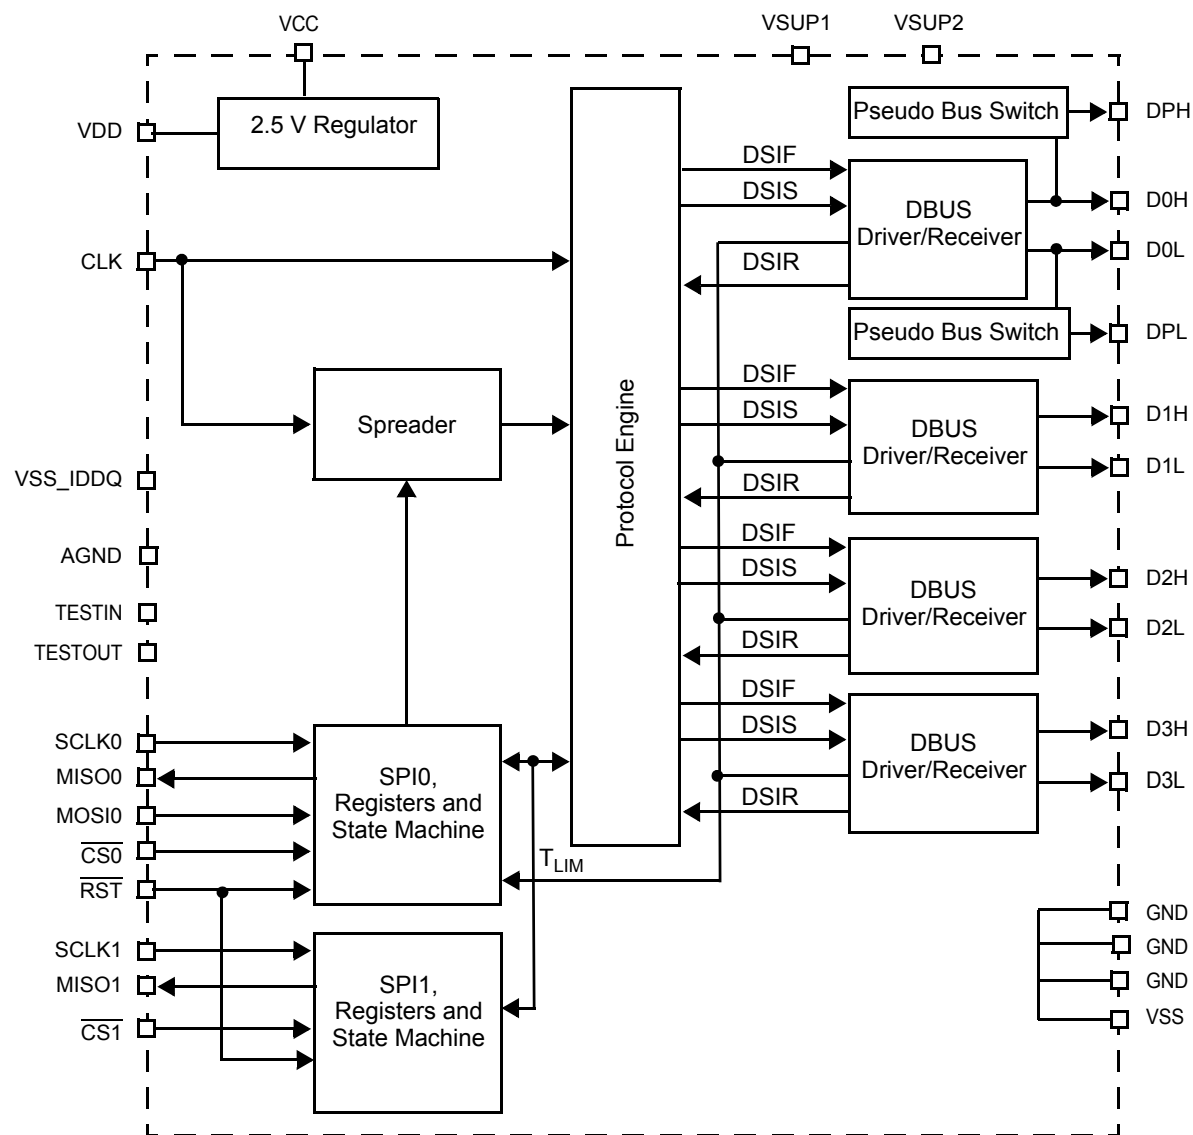 VCC
VSUP1
VSUP2
VDD
2.5 V Regulator
Pseudo Bus Switch
DPH
DSIF
DSIS
DSIR
DBUS
Driver/Receiver
D0H
D0L
Pseudo Bus Switch
DPL
CLK
Spreader
Protocol Engine
DSIF
DSIS
DSIR
DBUS
Driver/Receiver
D1H
D1L
VSS_IDDQ
AGND
TESTIN
TESTOUT
DSIF
DSIS
DSIR
DBUS
Driver/Receiver
D2H
D2L
DSIF
DSIS
DSIR
DBUS
Driver/Receiver
D3H
D3L
SCLK0
MISO0
MOSI0
CS0
RST
SPI0,
Registers and
State Machine
TLIM
SCLK1
MISO1
CS1
SPI1,
Registers and
State Machine
GND
GND
GND
VSS